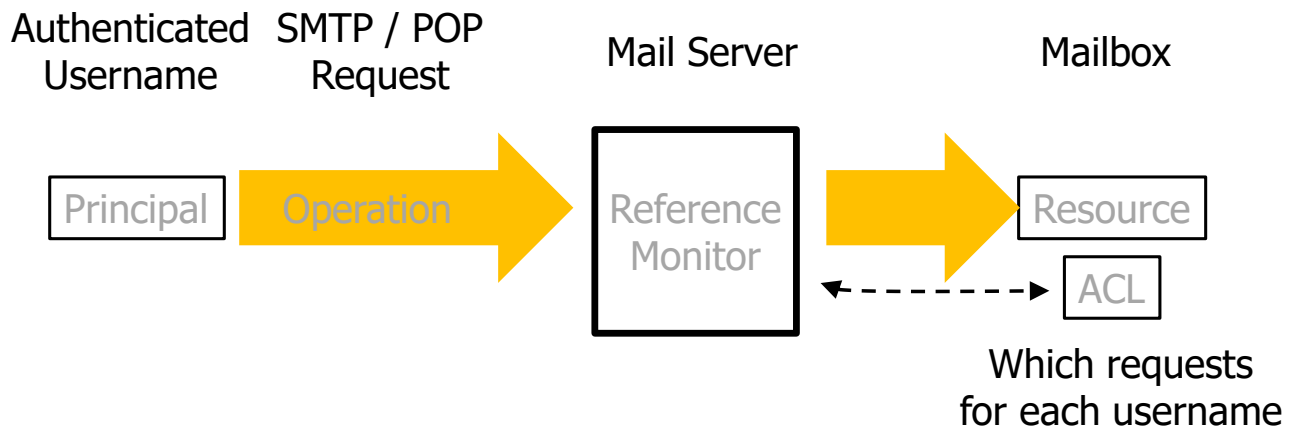 Authenticated
Username
SMTP / POP
Request
Mail Server
Mailbox
Principal
Operation
Reference
Monitor
Resource
ACL
Which requests
for each username